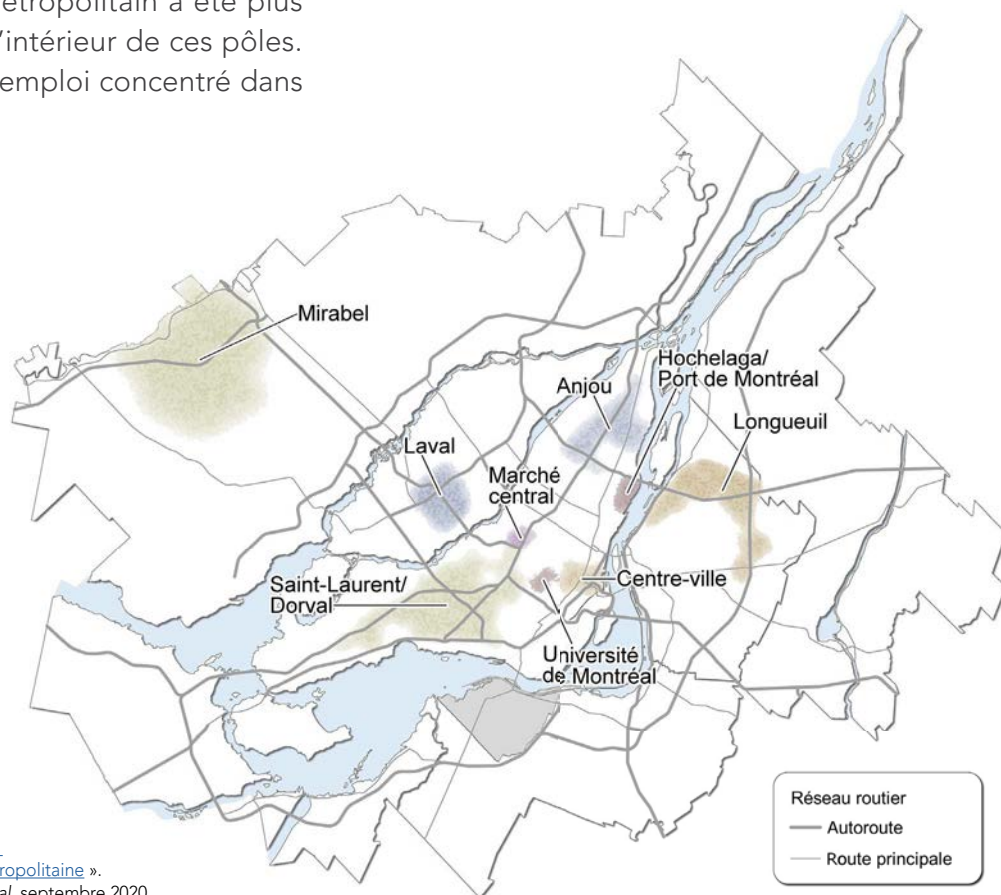 étropolitain a été plus
'intérieur de ces pôles.
emploi concentré dans
Mirabel
Hochelaga/
Port de Montréal
Anjou
Longueuil
Laval
Marché
central
Saint-Laurent/
Dorval
Centre-ville
Université
de Montréal
Réseau routier
Autoroute
Route principale
ropolitaine ».
al, septembre 2020